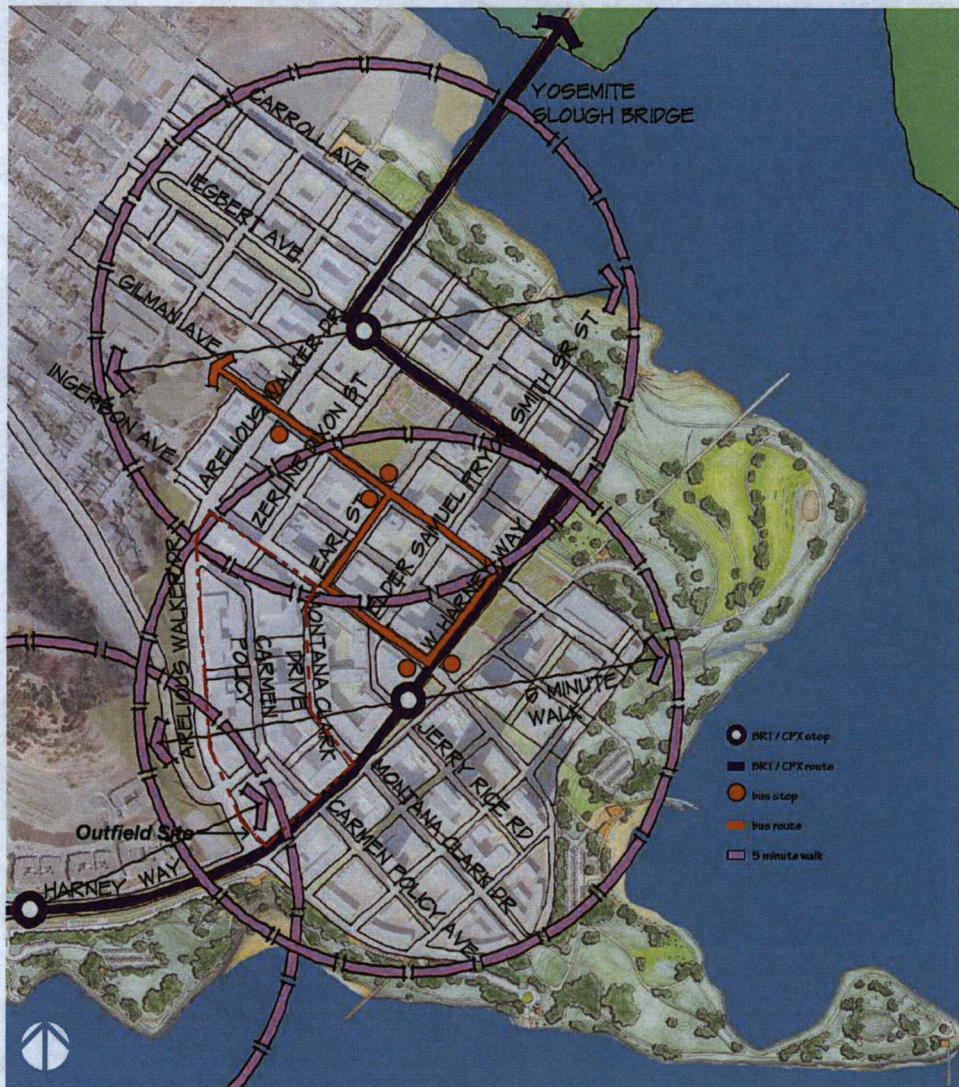 YOSEMITE
SLOUGH BRIDGE
CARROLL AVE
EGBERT AVE
GILMAN AVE
INGERSON AVE
ARELIOUS WALKER DR
ZERLINE DYON ST
EARL ST
ELDER SAMUEL PRYOR SMITH SR ST
W HARNEY WAY
ARELIOUS WALKER DR
CARMEN
POLICY
MONTANA CLARK
DRIVE
5 MINUTE
WALK
JERRY RICE RD
MONTANA CLARK DR
CARMEN POLICY AVE
Outfield Site
HARNEY WAY
BRT / CPX stop
BRT / CPX route
bus stop
bus route
5 minute walk